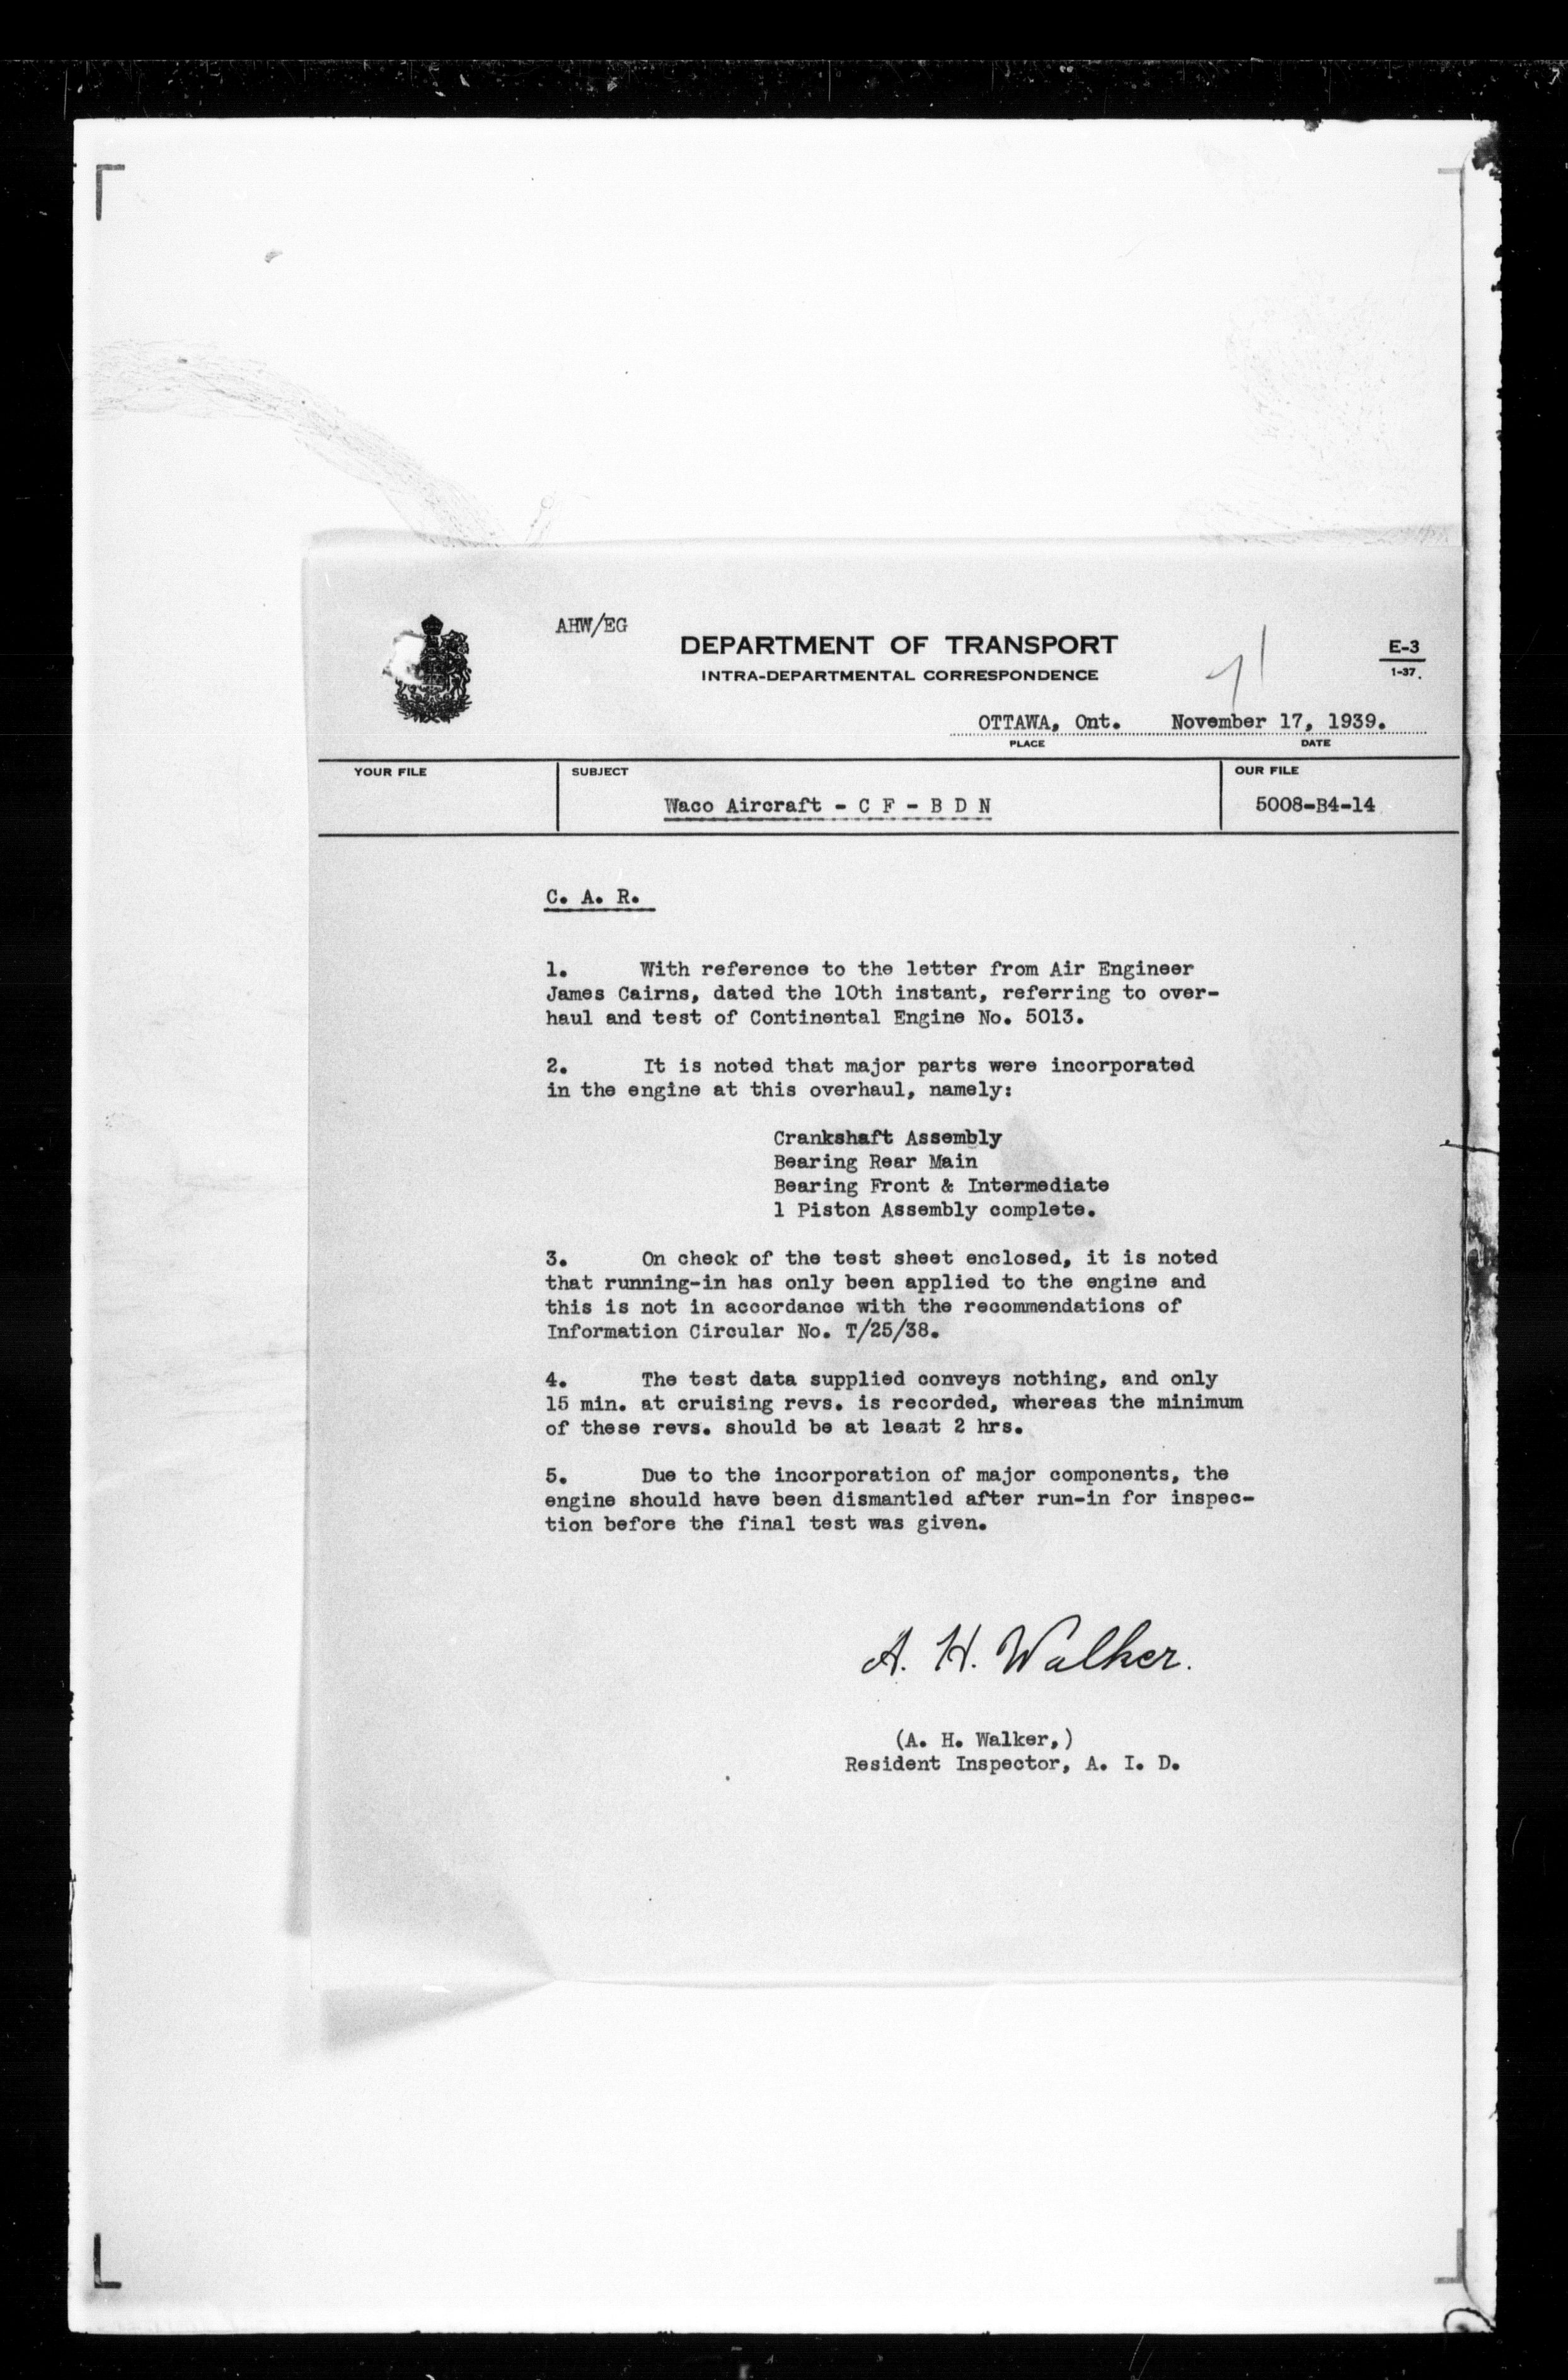 AHW/EG
DEPARTMENT OF TRANSPORT
INTRA-DEPARTMENTAL CORRESPONDENCE
E-3
1-37.
OTTAWA, Ont. November 17, 1939.
PLACE DATE
YOUR FILE SUBJECT OUR FILE
Waco Aircraft - C F - B D N 5008-B4-14
C. A. R.
1. With reference to the letter from Air Engineer
James Cairns, dated the 10th instant, referring to over-
haul and test of Continental Engine No. 5013.
2. It is noted that major parts were incorporated
in the engine at this overhaul, namely:
Crankshaft Assembly
Bearing Rear Main
Bearing Front & Intermediate
1 Piston Assembly complete.
3. On check of the test sheet enclosed, it is noted
that running-in has only been applied to the engine and
this is not in accordance with the recommendations of
Information Circular No. T/25/38.
4. The test data supplied conveys nothing, and only
15 min. at cruising revs. is recorded, whereas the minimum
of these revs. should be at least 2 hrs.
5. Due to the incorporation of major components, the
engine should have been dismantled after run-in for inspec-
tion before the final test was given.
A. H. Walker.
(A. H. Walker,)
Resident Inspector, A. I. D.